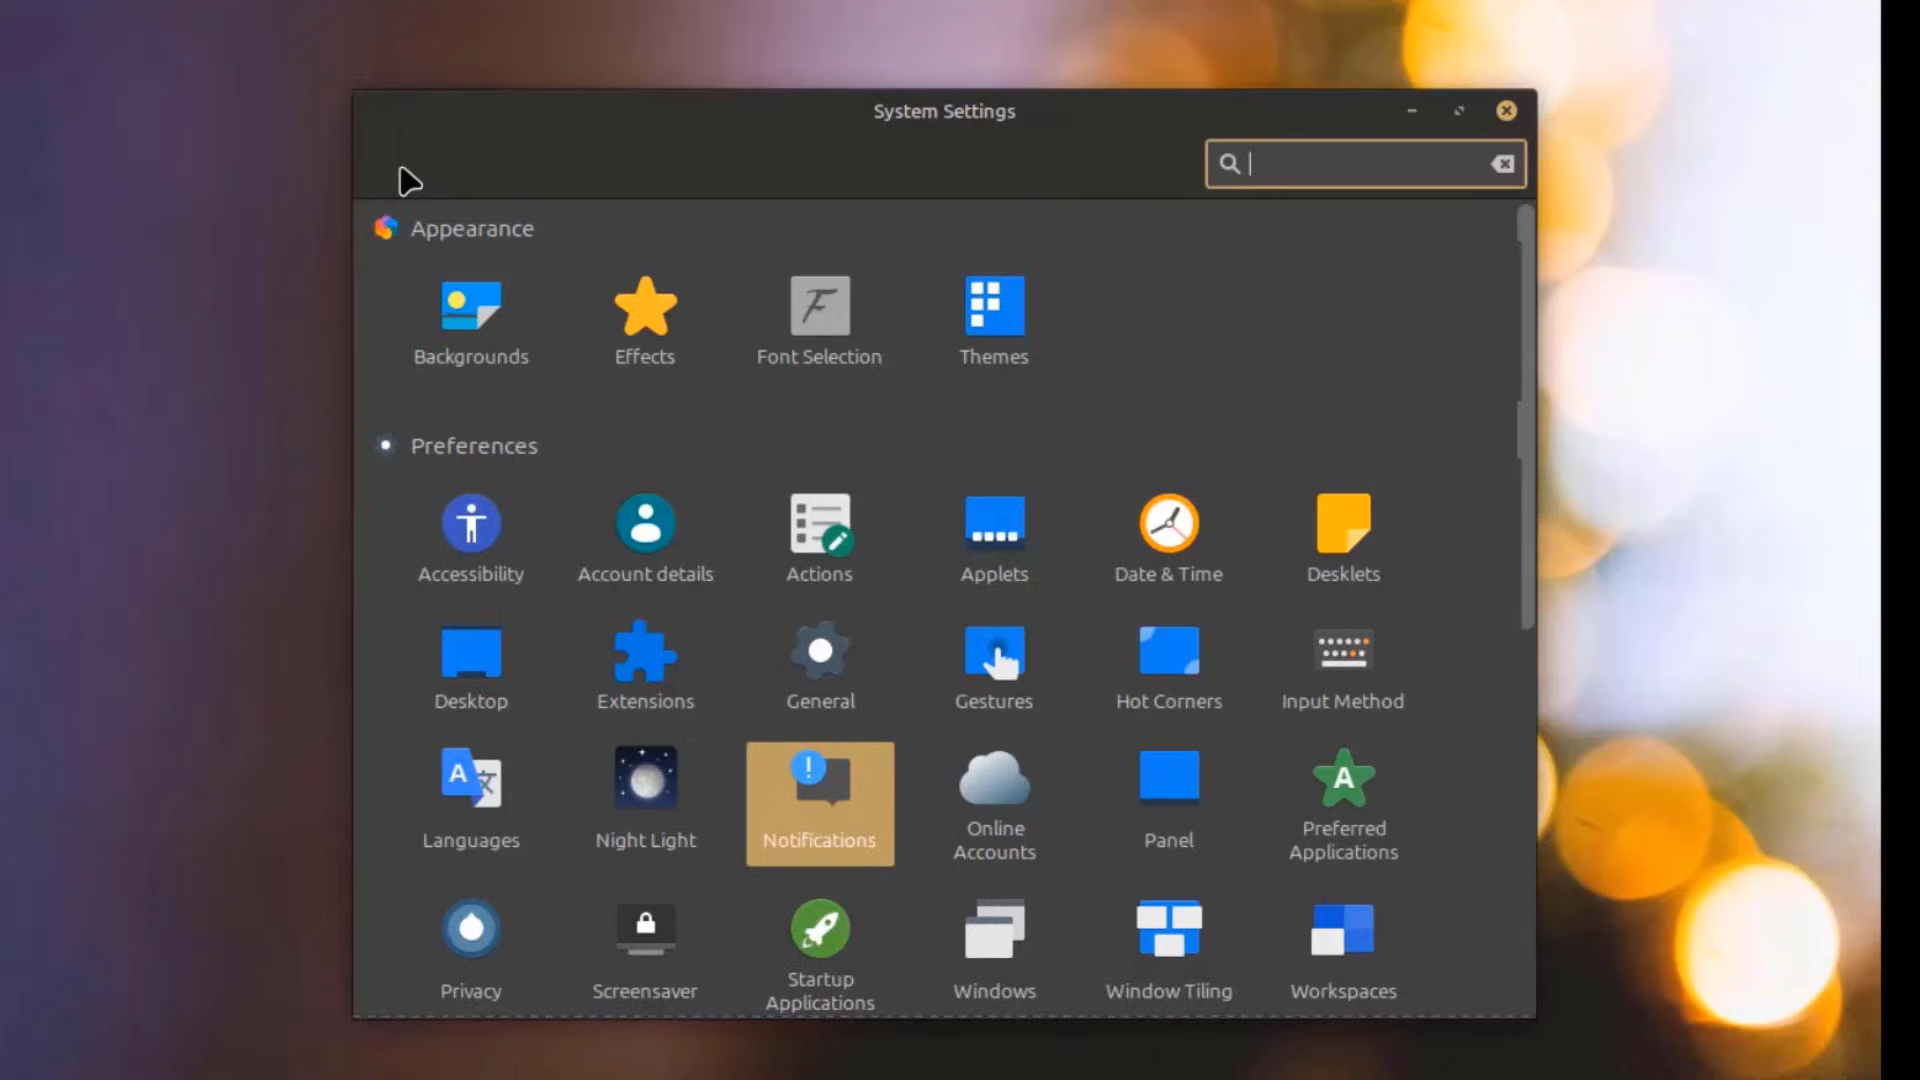 System Settings
Appearance
Backgrounds
Effects
Font Selection
Themes
Preferences
Accessibility
Account details
Actions
Applets
Date & Time
Desklets
Desktop
Extensions
General
Gestures
Hot Corners
Input Method
Languages
Night Light
Notifications
Online
Accounts
Panel
Preferred
Applications
Privacy
Screensaver
Startup
Applications
Windows
Window Tiling
Workspaces